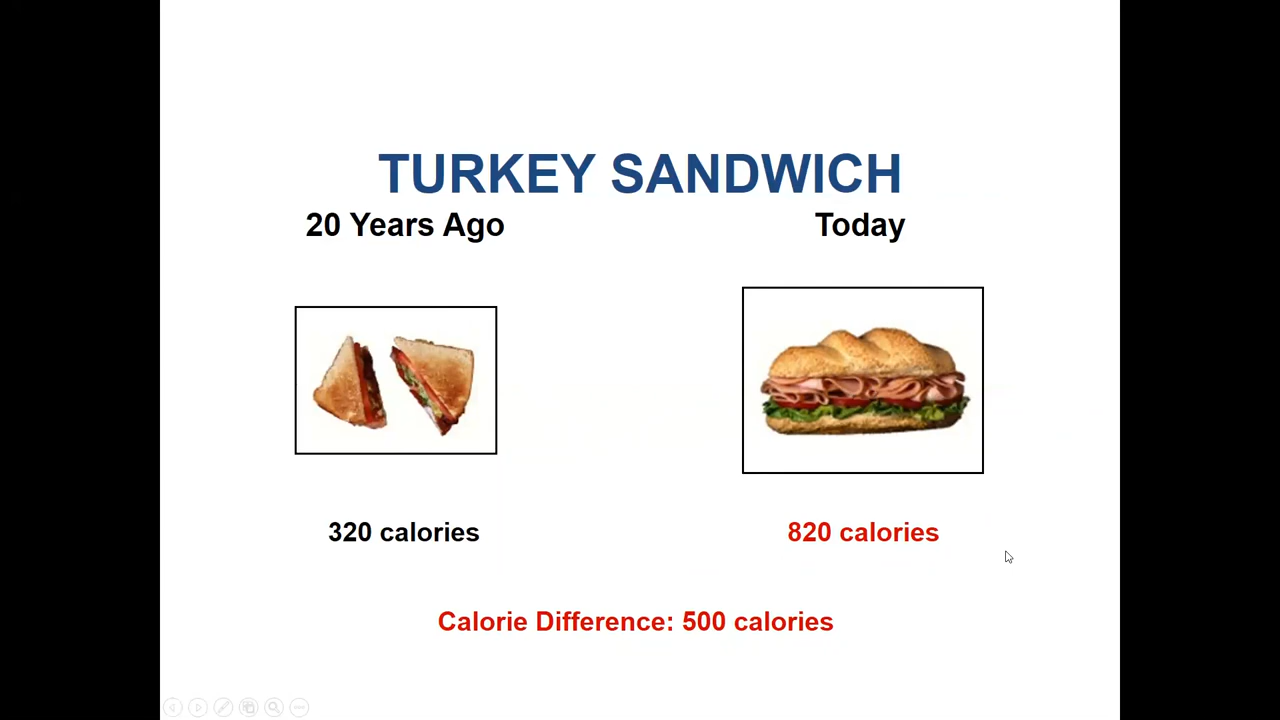 TURKEY SANDWICH
20 Years Ago
Today
320 calories
820 calories
Calorie Difference: 500 calories